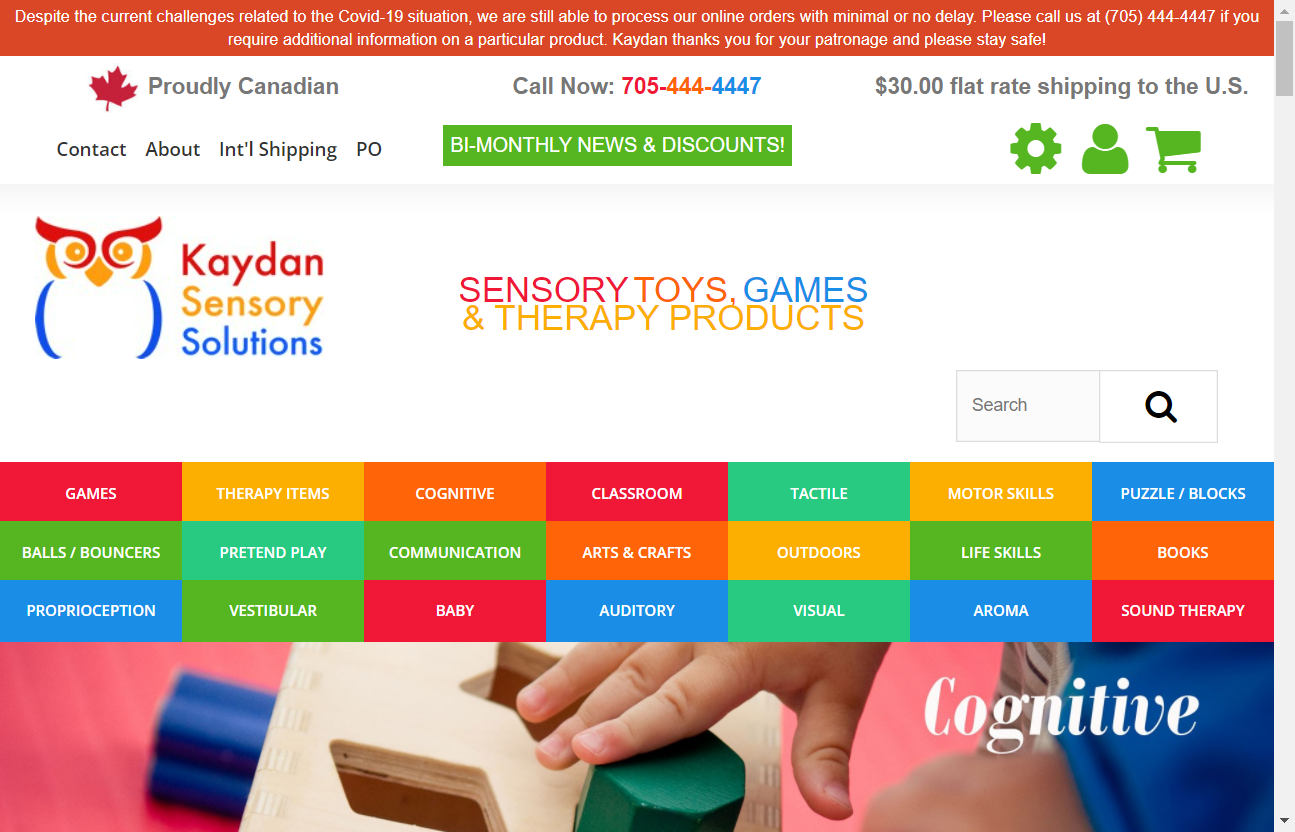 Despite the current challenges related to the Covid-19 situation, we are still able to process our online orders with minimal or no delay. Please call us at (705) 444-4447 if you
require additional information on a particular product. Kaydan thanks you for your patronage and please stay safe!
Proudly Canadian
Call Now: 705-444-4447
$30.00 flat rate shipping to the U.S.
Contact About Int'l Shipping PO
BI-MONTHLY NEWS & DISCOUNTS!
Kaydan
Sensory
Solutions
SENSORY TOYS, GAMES
& THERAPY PRODUCTS
Search
GAMES THERAPY ITEMS COGNITIVE CLASSROOM TACTILE MOTOR SKILLS PUZZLE / BLOCKS
BALLS / BOUNCERS PRETEND PLAY COMMUNICATION ARTS & CRAFTS OUTDOORS LIFE SKILLS BOOKS
PROPRIOCEPTION VESTIBULAR BABY AUDITORY VISUAL AROMA SOUND THERAPY
Cognitive